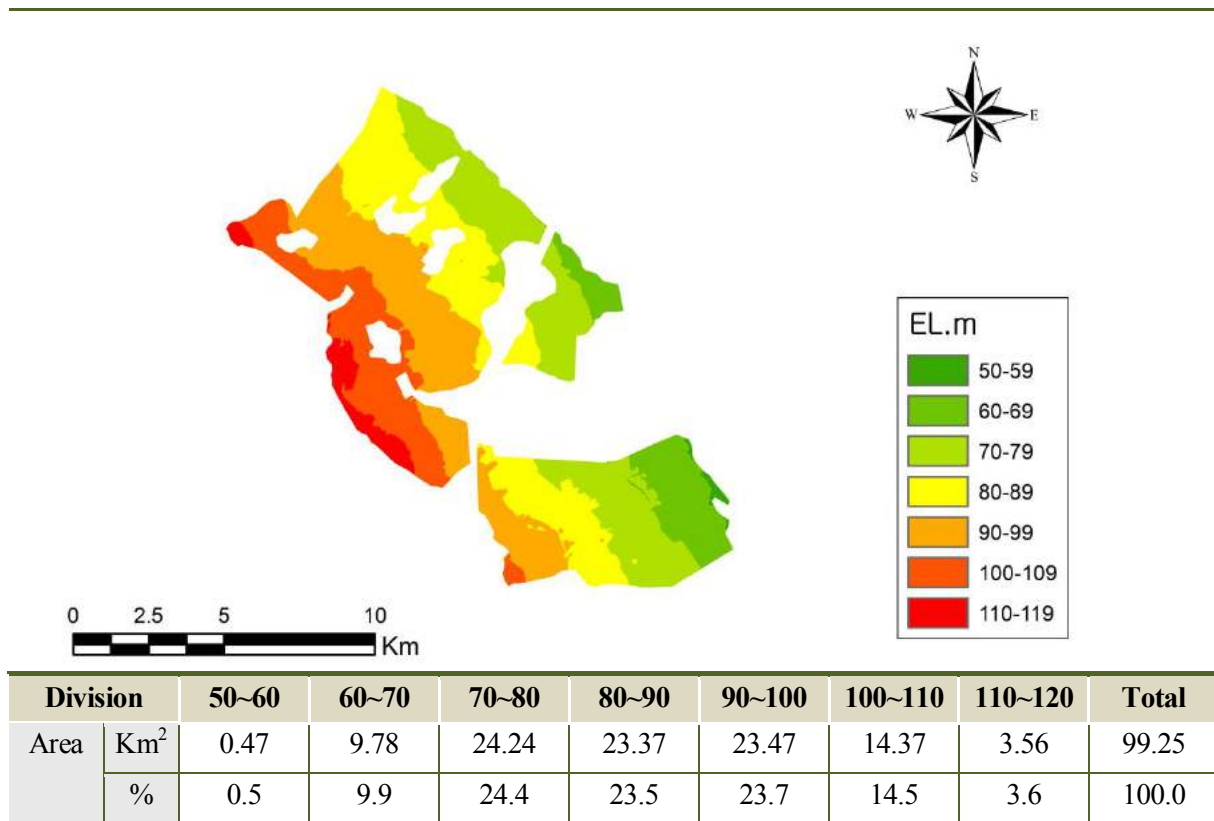 N
W E
S
EL.m
50-59
60-69
70-79
80-89
90-99
100-109
110-119
0 2.5 5 10
Km
Division 50~60 60~70 70~80 80~90 90~100 100~110 110~120 Total
Area Km² 0.47 9.78 24.24 23.37 23.47 14.37 3.56 99.25
% 0.5 9.9 24.4 23.5 23.7 14.5 3.6 100.0